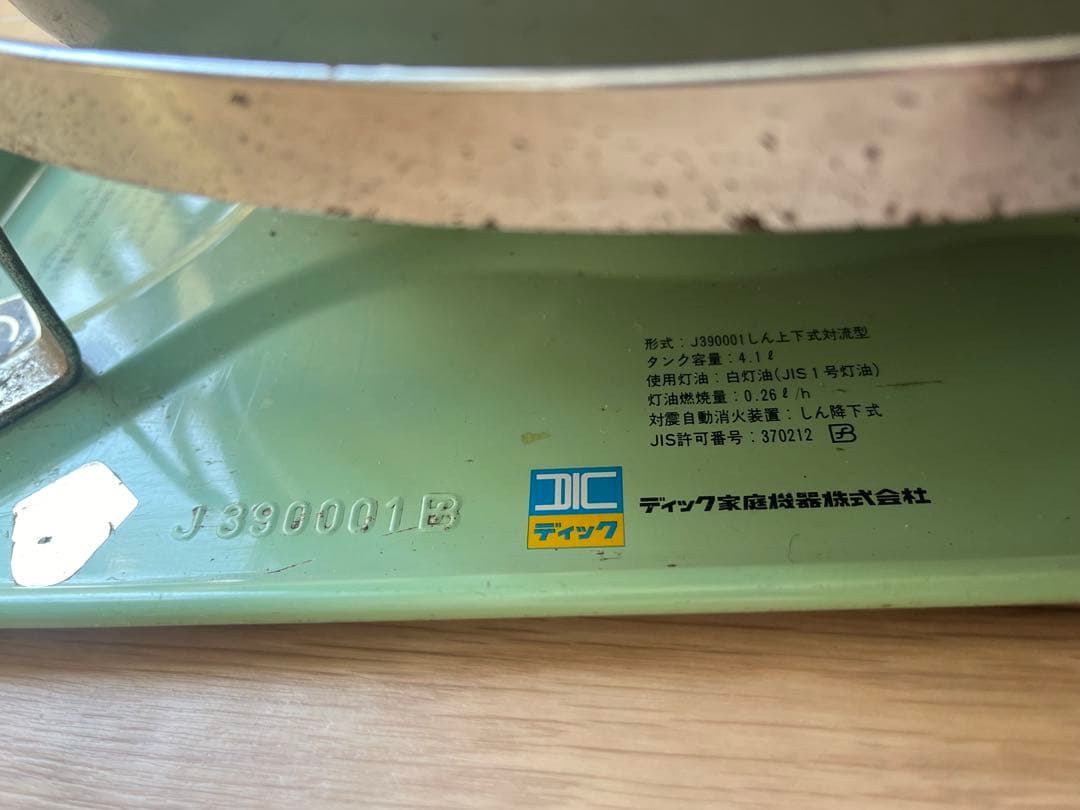 形式：J390001しん上下式対流型
タンク容量：4.1ℓ
使用灯油：白灯油(JIS1号灯油)
灯油燃焼量：0.26ℓ/h
対震自動消火装置：しん降下式
JIS許可番号：370212
J390001B
DIC
ディック
ディック家庭機器株式会社